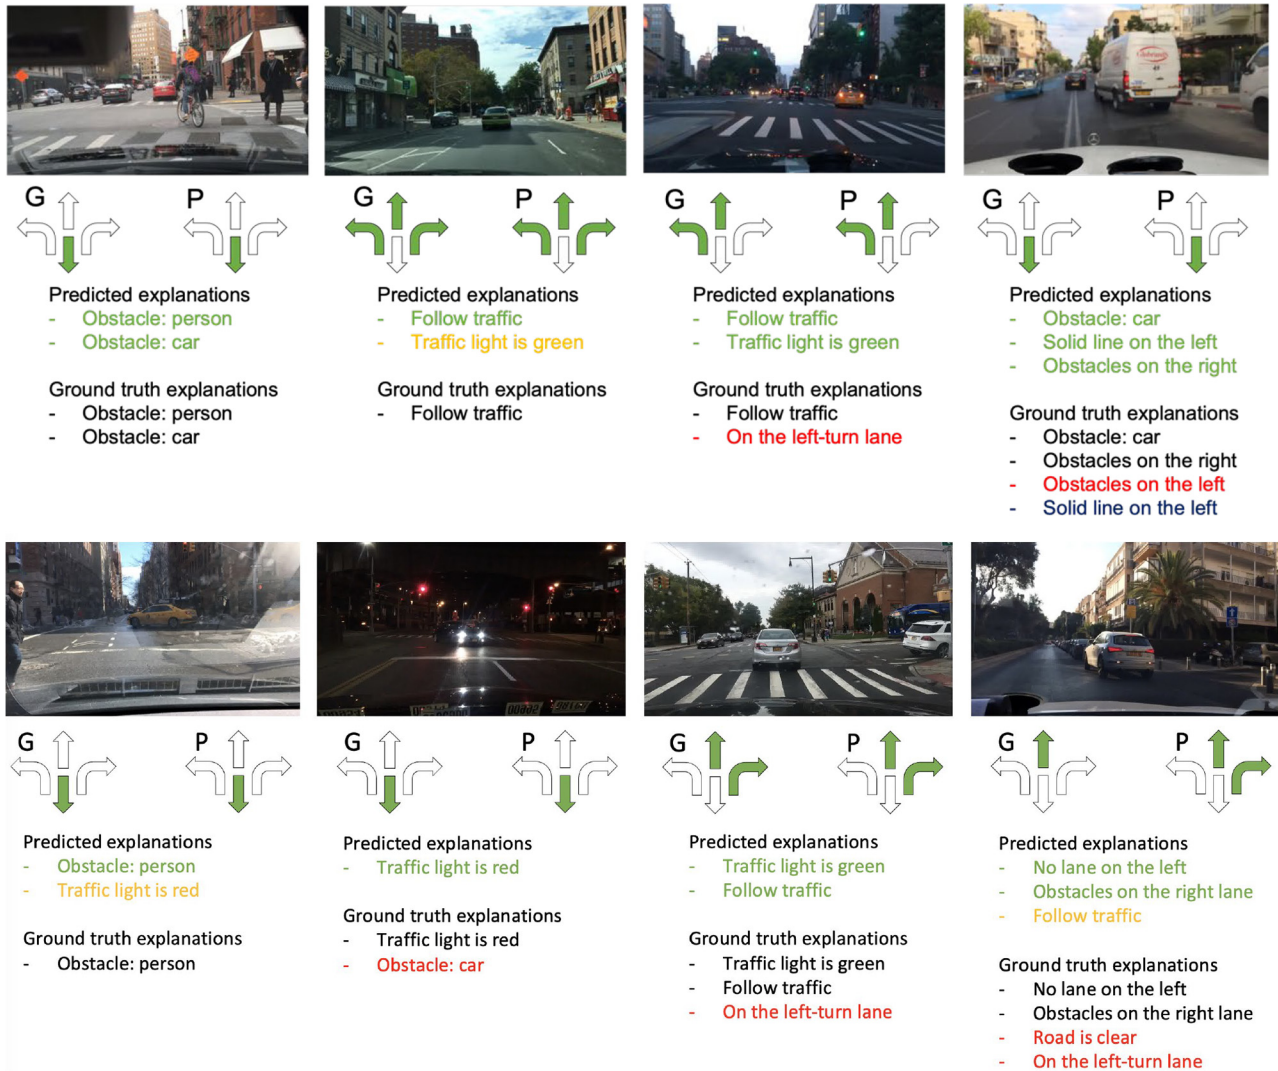 G P
Predicted explanations
- Obstacle: person
- Obstacle: car
Ground truth explanations
- Obstacle: person
- Obstacle: car
G P
Predicted explanations
- Follow traffic
- Traffic light is green
Ground truth explanations
- Follow traffic
G P
Predicted explanations
- Follow traffic
- Traffic light is green
Ground truth explanations
- Follow traffic
- On the left-turn lane
G P
Predicted explanations
- Obstacle: car
- Solid line on the left
- Obstacles on the right
Ground truth explanations
- Obstacle: car
- Obstacles on the right
- Obstacles on the left
- Solid line on the left
G P
Predicted explanations
- Obstacle: person
- Traffic light is red
Ground truth explanations
- Obstacle: person
G P
Predicted explanations
- Traffic light is red
Ground truth explanations
- Traffic light is red
- Obstacle: car
G P
Predicted explanations
- Traffic light is green
- Follow traffic
Ground truth explanations
- Traffic light is green
- Follow traffic
- On the left-turn lane
G P
Predicted explanations
- No lane on the left
- Obstacles on the right lane
- Follow traffic
Ground truth explanations
- No lane on the left
- Obstacles on the right lane
- Road is clear
- On the left-turn lane